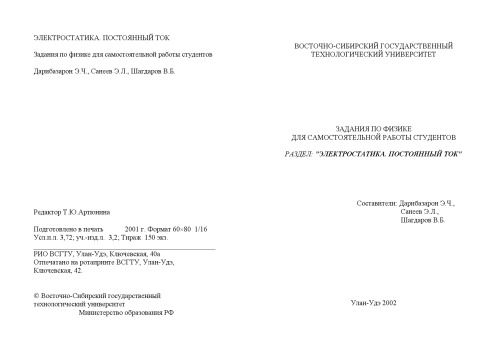 ЭЛЕКТРОСТАТИКА. ПОСТОЯННЫЙ ТОК
Задания по физике для самостоятельной работы студентов
Дарибазарон Э.Ч., Санеев Э.Л., Шагдаров В.Б.
Редактор Т.Ю.Артюнина
Подготовлено в печать 2001 г. Формат 60×80 1/16
Усл.п.л. 3,72; уч.-изд.л. 3,2; Тираж 150 экз.
РИО ВСГТУ, Улан-Удэ, Ключевская, 40а
Отпечатано на ротапринте ВСГТУ, Улан-Удэ,
Ключевская, 42.
© Восточно-Сибирский государственный
технологический университет
Министерство образования РФ
ВОСТОЧНО-СИБИРСКИЙ ГОСУДАРСТВЕННЫЙ
ТЕХНОЛОГИЧЕСКИЙ УНИВЕРСИТЕТ
ЗАДАНИЯ ПО ФИЗИКЕ
ДЛЯ САМОСТОЯТЕЛЬНОЙ РАБОТЫ СТУДЕНТОВ
РАЗДЕЛ: "ЭЛЕКТРОСТАТИКА. ПОСТОЯННЫЙ ТОК"
Составители: Дарибазарон Э.Ч.,
Санеев Э.Л.,
Шагдаров В.Б.
Улан-Удэ 2002